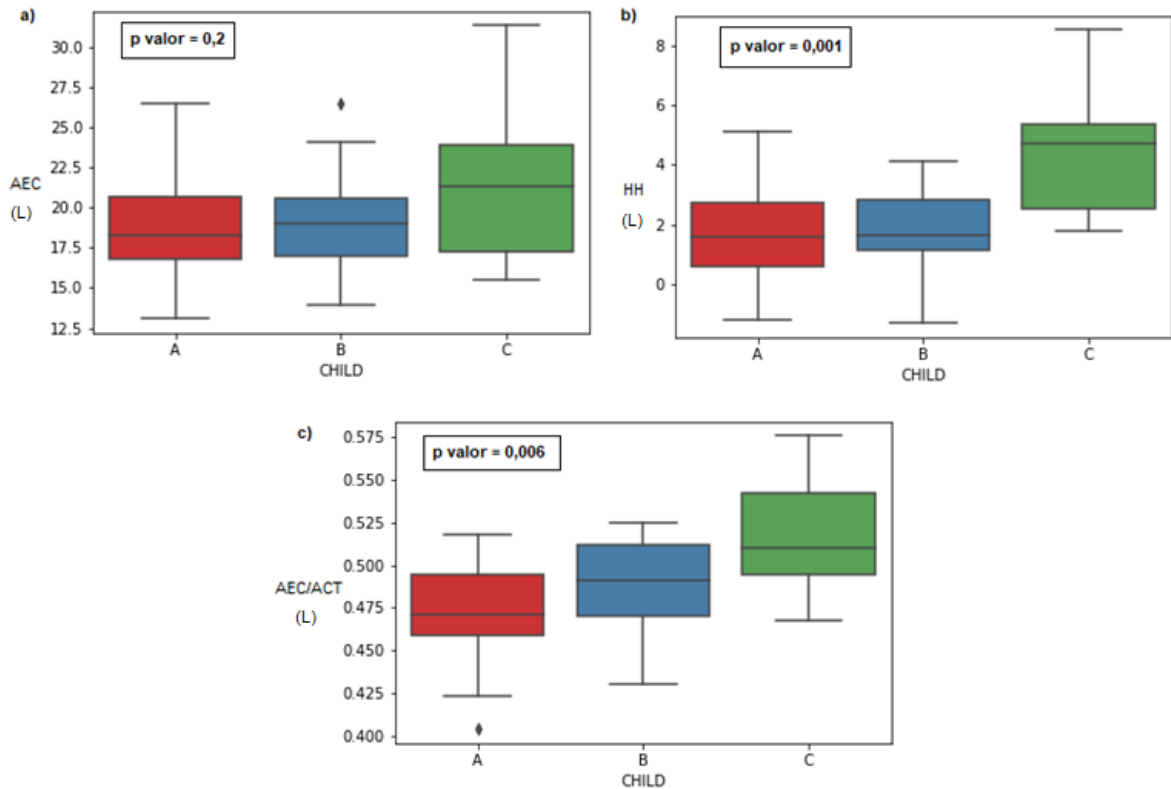 a)
p valor = 0,2
30.0
27.5
25.0
22.5
20.0
17.5
15.0
12.5
AEC
(L)
A
B
C
CHILD
b)
p valor = 0,001
8
6
4
2
0
HH
(L)
A
B
C
CHILD
c)
p valor = 0,006
0.575
0.550
0.525
0.500
0.475
0.450
0.425
0.400
AEC/ACT
(L)
A
B
C
CHILD